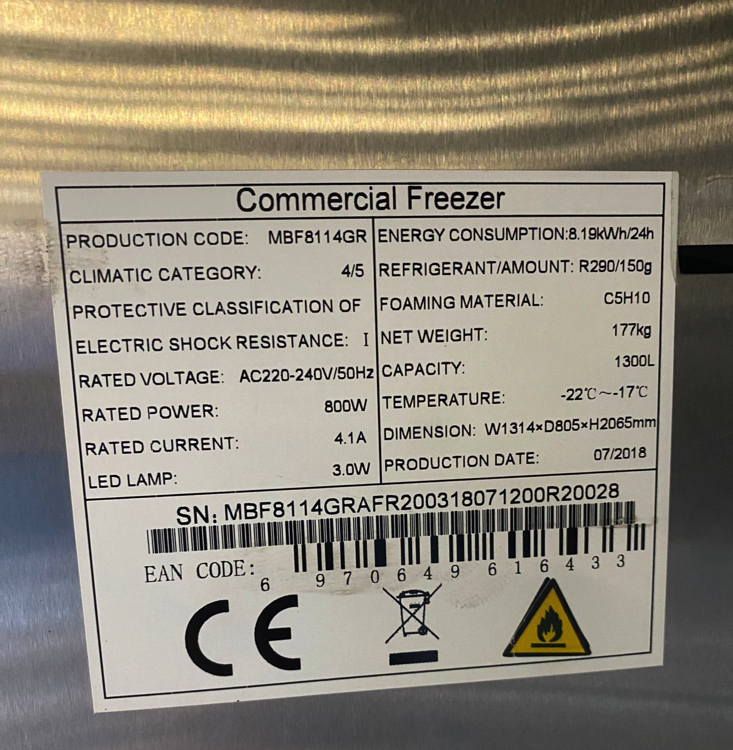 Commercial Freezer
PRODUCTION CODE: MBF8114GR
CLIMATIC CATEGORY: 4/5
PROTECTIVE CLASSIFICATION OF
ELECTRIC SHOCK RESISTANCE: I
RATED VOLTAGE: AC220-240V/50Hz
RATED POWER: 800W
RATED CURRENT: 4.1A
LED LAMP: 3.0W
ENERGY CONSUMPTION:8.19kWh/24h
REFRIGERANT/AMOUNT: R290/150g
FOAMING MATERIAL: C5H10
NET WEIGHT: 177kg
CAPACITY: 1300L
TEMPERATURE: -22℃~-17℃
DIMENSION: W1314×D805×H2065mm
PRODUCTION DATE: 07/2018
SN: MBF8114GRAFR200318071200R20028
EAN CODE: 6 970649 616433
CE